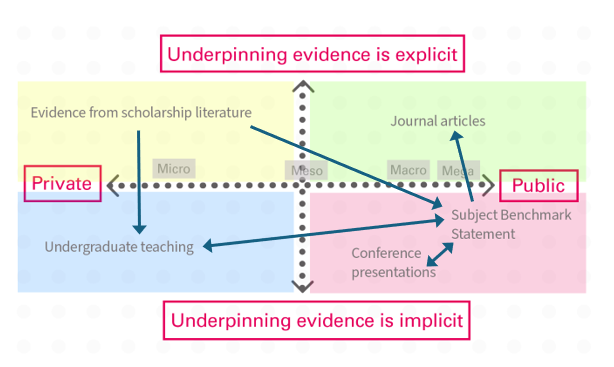 Underpinning evidence is explicit
Evidence from scholarship literature
Journal articles
Micro
Meso
Macro
Mega
Private
Public
Subject Benchmark
Statement
Undergraduate teaching
Conference
presentations
Underpinning evidence is implicit